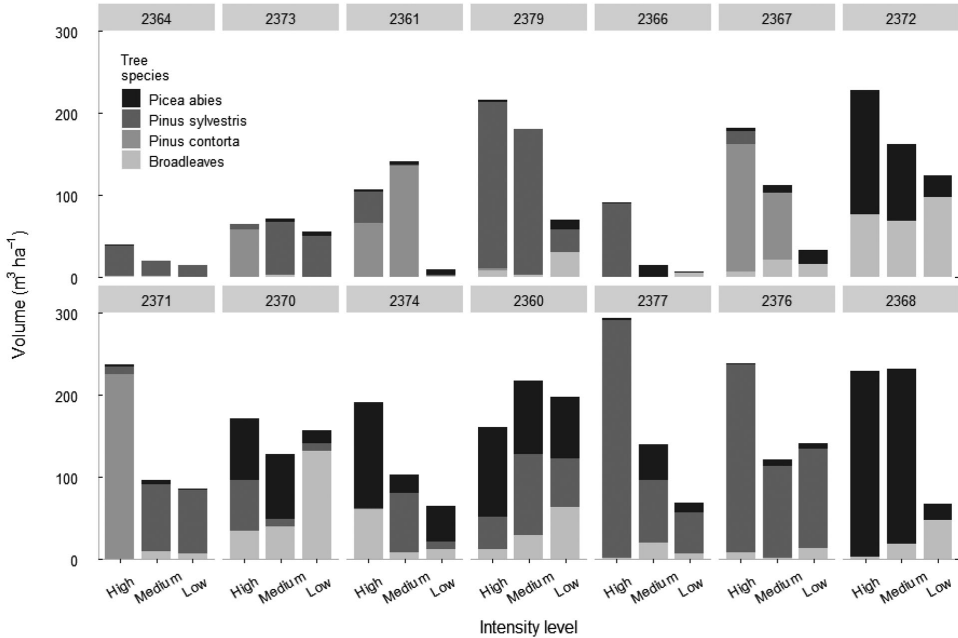 2364 2373 2361 2379 2366 2367 2372
300
200
100
0
Tree
species
Picea abies
Pinus sylvestris
Pinus contorta
Broadleaves
Volume (m³ ha⁻¹)
2371 2370 2374 2360 2377 2376 2368
300
200
100
0
High Medium Low High Medium Low High Medium Low High Medium Low High Medium Low High Medium Low High Medium Low
Intensity level